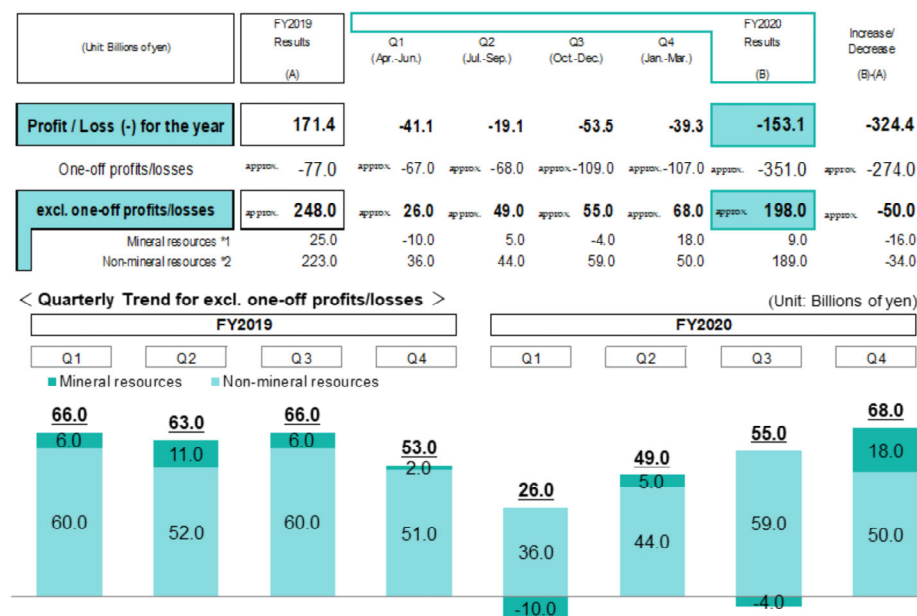 (Unit: Billions of yen) FY2019 Results (A) Q1 (Apr.-Jun.) Q2 (Jul.-Sep.) Q3 (Oct.-Dec.) Q4 (Jan.-Mar.) FY2020 Results (B) Increase/ Decrease (B)-(A)
Profit / Loss (-) for the year 171.4 -41.1 -19.1 -53.5 -39.3 -153.1 -324.4
One-off profits/losses approx. -77.0 approx. -67.0 approx. -68.0 approx. -109.0 approx. -107.0 approx. -351.0 approx. -274.0
excl. one-off profits/losses approx. 248.0 approx. 26.0 approx. 49.0 approx. 55.0 approx. 68.0 approx. 198.0 approx. -50.0
Mineral resources *1 25.0 -10.0 5.0 -4.0 18.0 9.0 -16.0
Non-mineral resources *2 223.0 36.0 44.0 59.0 50.0 189.0 -34.0
< Quarterly Trend for excl. one-off profits/losses > (Unit: Billions of yen)
FY2019 FY2020
Q1 Q2 Q3 Q4 Q1 Q2 Q3 Q4
Mineral resources Non-mineral resources
66.0 63.0 66.0 53.0 26.0 49.0 55.0 68.0
6.0 11.0 6.0 2.0 5.0 18.0
60.0 52.0 60.0 51.0 36.0 44.0 59.0 50.0
-10.0 -4.0